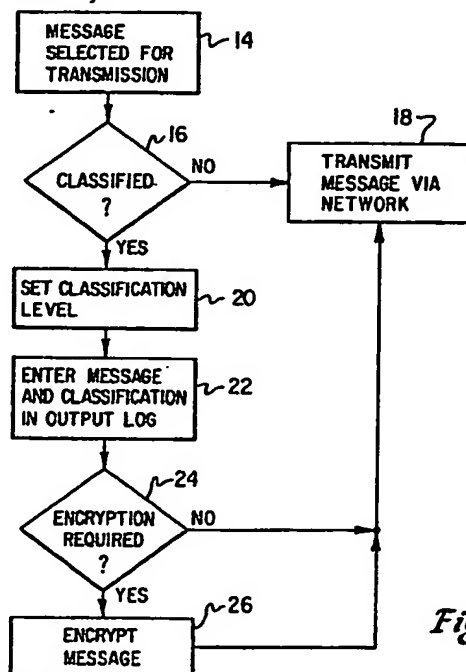 MESSAGE
SELECTED FOR
TRANSMISSION
14
16
CLASSIFIED
?
NO
YES
18
TRANSMIT
MESSAGE VIA
NETWORK
SET CLASSIFICATION
LEVEL
20
ENTER MESSAGE
AND CLASSIFICATION
IN OUTPUT LOG
22
24
ENCRYPTION
REQUIRED
?
NO
YES
26
ENCRYPT
MESSAGE
Fig